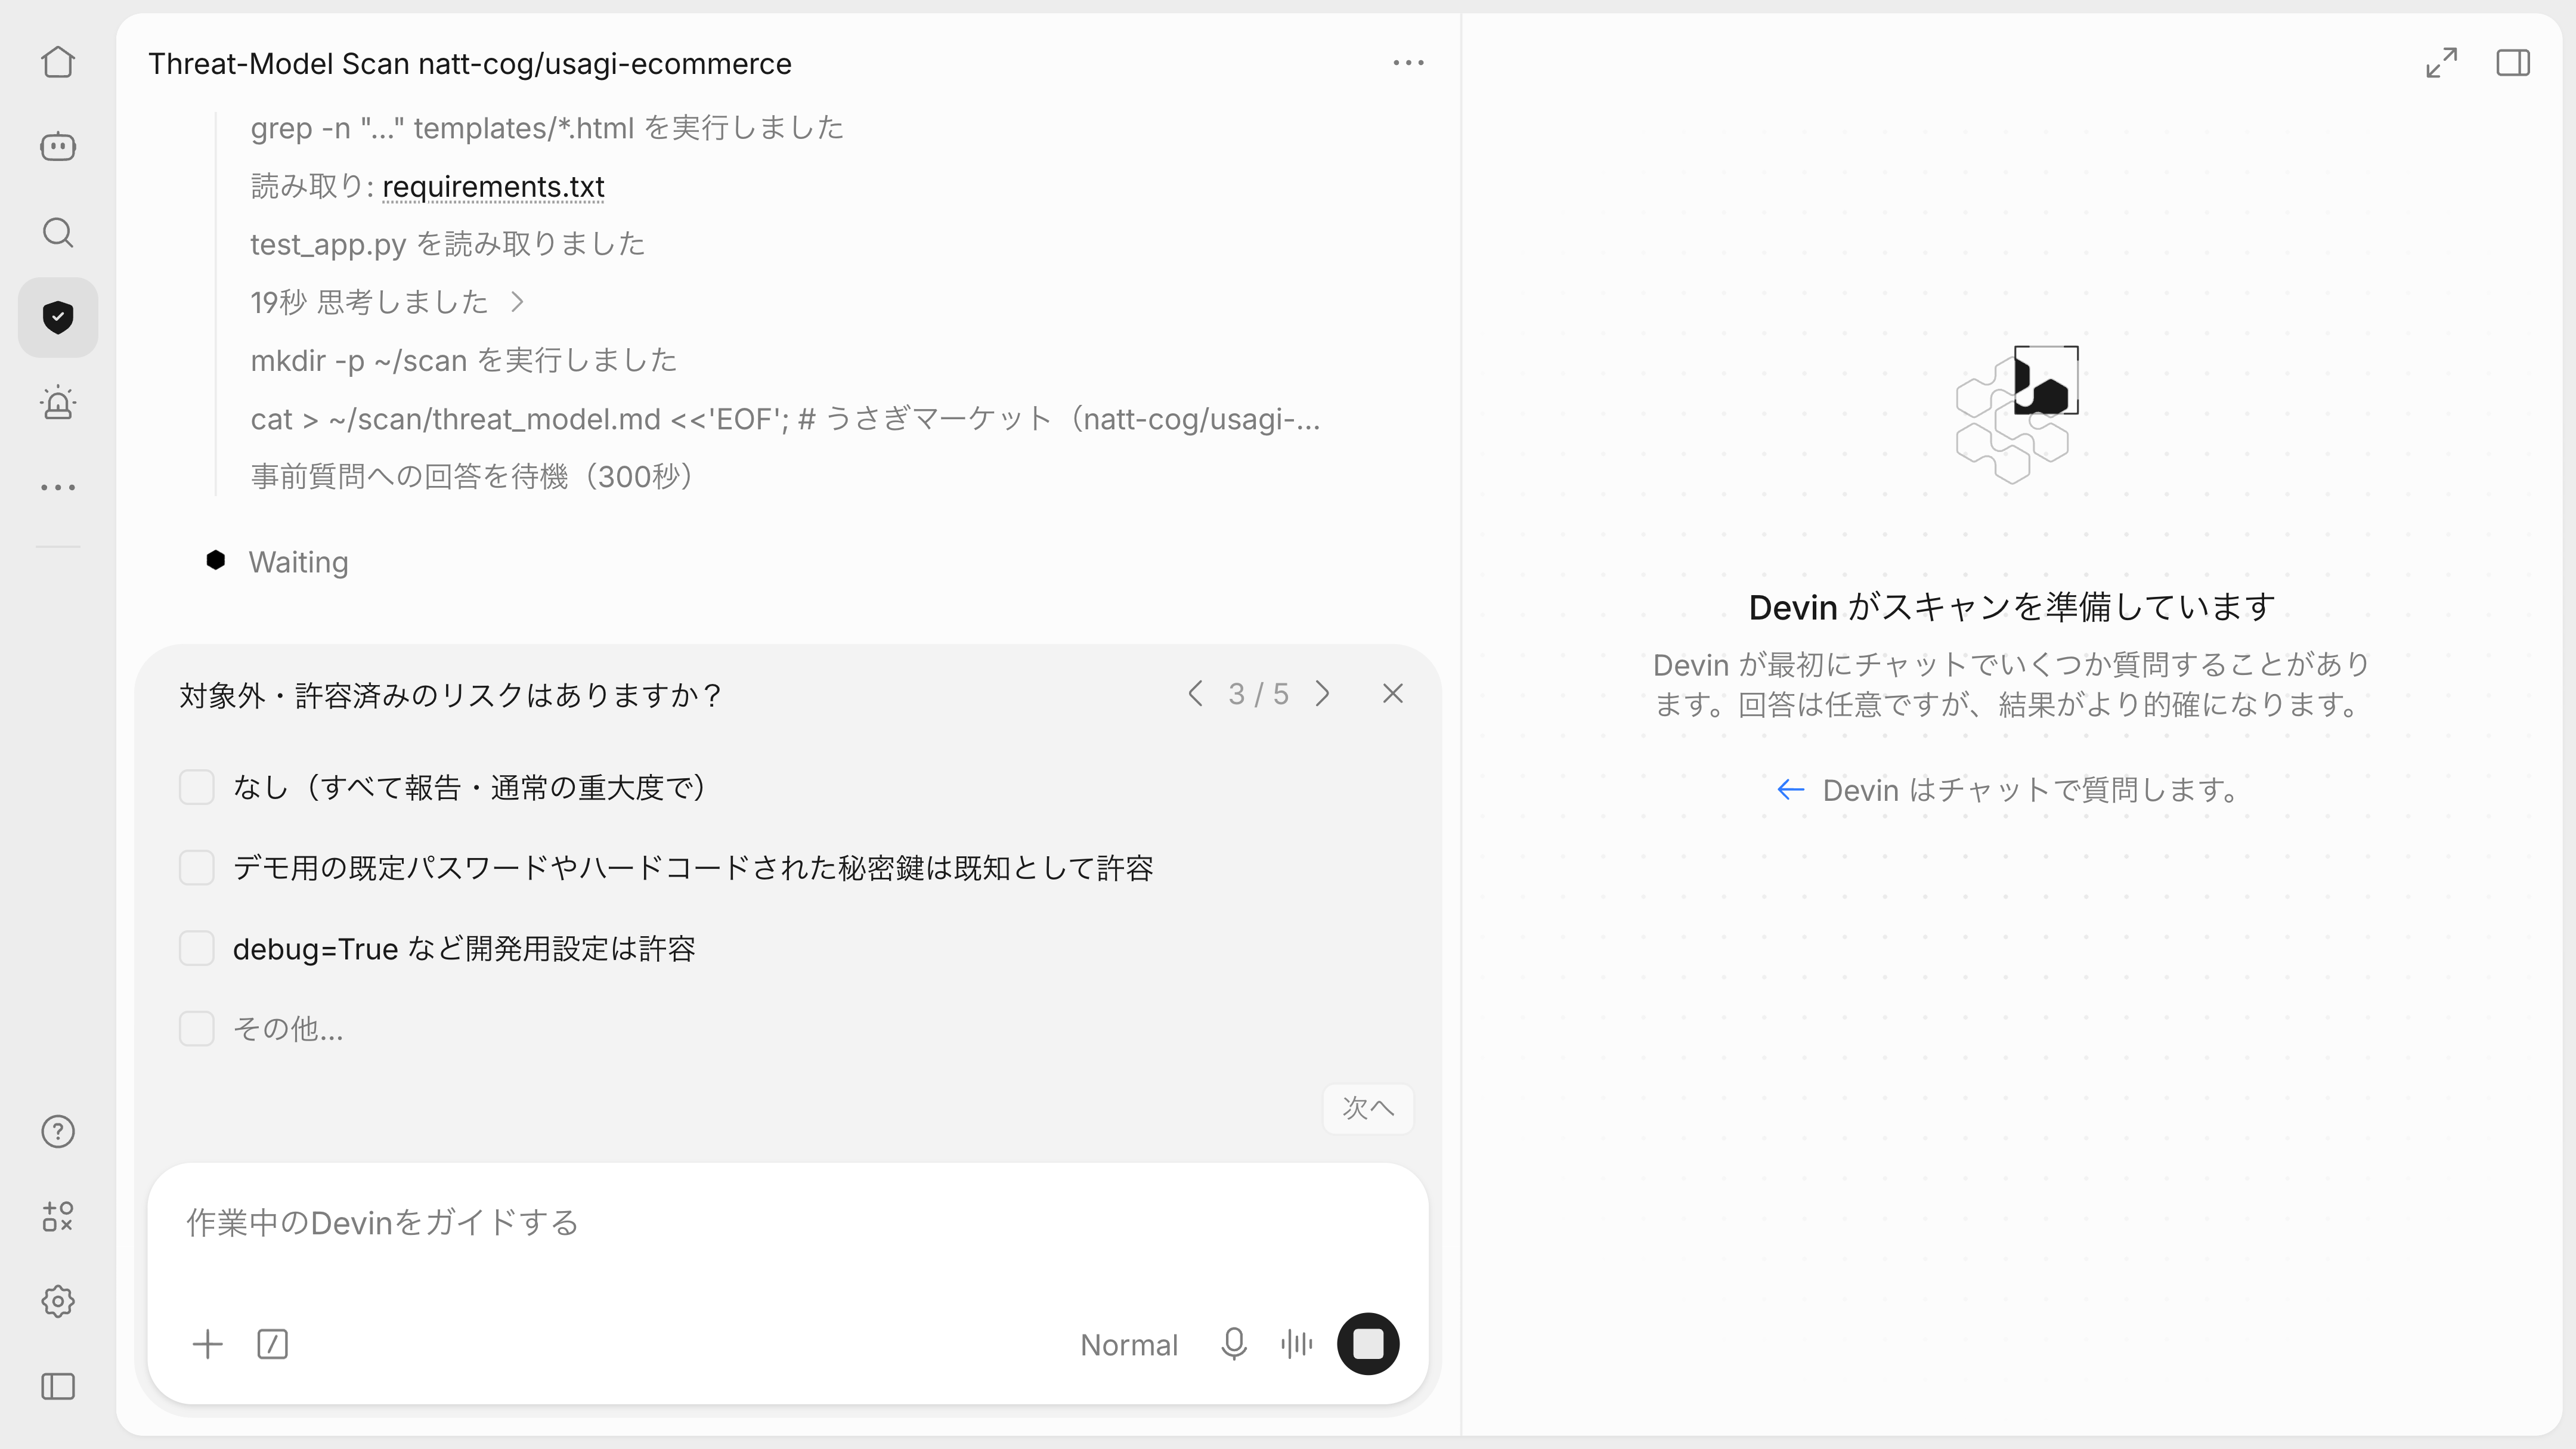 Threat-Model Scan natt-cog/usagi-ecommerce
grep -n "..." templates/*.html を実行しました
読み取り: requirements.txt
test_app.py を読み取りました
19秒 思考しました
mkdir -p ~/scan を実行しました
cat > ~/scan/threat_model.md <<'EOF'; # うさぎマーケット（natt-cog/usagi-...
事前質問への回答を待機（300秒）
Waiting
対象外・許容済みのリスクはありますか？
3 / 5
なし（すべて報告・通常の重大度で）
デモ用の既定パスワードやハードコードされた秘密鍵は既知として許容
debug=True など開発用設定は許容
その他...
次へ
作業中のDevinをガイドする
Normal
Devin がスキャンを準備しています
Devin が最初にチャットでいくつか質問することがあり
ます。回答は任意ですが、結果がより的確になります。
Devin はチャットで質問します。